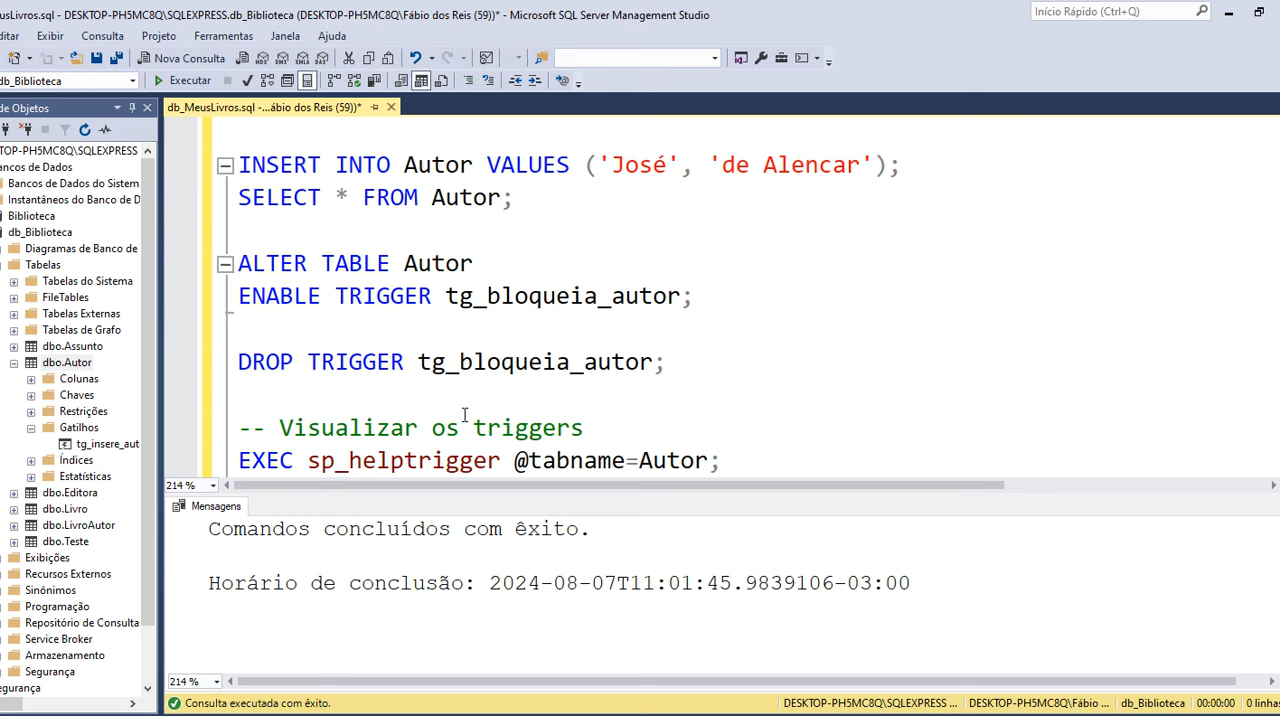 eusLivros.sql - DESKTOP-PH5MC8Q\SQLEXPRESS.db_Biblioteca (DESKTOP-PH5MC8Q\Fábio dos Reis (59))* - Microsoft SQL Server Management Studio
Início Rápido (Ctrl+Q)
ditar Exibir Consulta Projeto Ferramentas Janela Ajuda
Nova Consulta
db_Biblioteca
Executar
de Objetos
db_MeusLivros.sql -...ábio dos Reis (59))*
TOP-PH5MC8Q\SQLEXPRESS
ancos de Dados
Bancos de Dados do Sistem
Instantâneos do Banco de D
Biblioteca
db_Biblioteca
Diagramas de Banco de
Tabelas
Tabelas do Sistema
FileTables
Tabelas Externas
Tabelas de Grafo
dbo.Assunto
dbo.Autor
Colunas
Chaves
Restrições
Gatilhos
tg_insere_aut
Índices
Estatísticas
dbo.Editora
dbo.Livro
dbo.LivroAutor
dbo.Teste
Exibições
Recursos Externos
Sinônimos
Programação
Repositório de Consulta
Service Broker
Armazenamento
Segurança
egurança
INSERT INTO Autor VALUES ('José', 'de Alencar');
SELECT * FROM Autor;
ALTER TABLE Autor
ENABLE TRIGGER tg_bloqueia_autor;
DROP TRIGGER tg_bloqueia_autor;
-- Visualizar os triggers
EXEC sp_helptrigger @tabname=Autor;
214 %
Mensagens
Comandos concluídos com êxito.
Horário de conclusão: 2024-08-07T11:01:45.9839106-03:00
214 %
Consulta executada com êxito.
DESKTOP-PH5MC8Q\SQLEXPRESS ... DESKTOP-PH5MC8Q\Fábio ... db_Biblioteca 00:00:00 0 linha